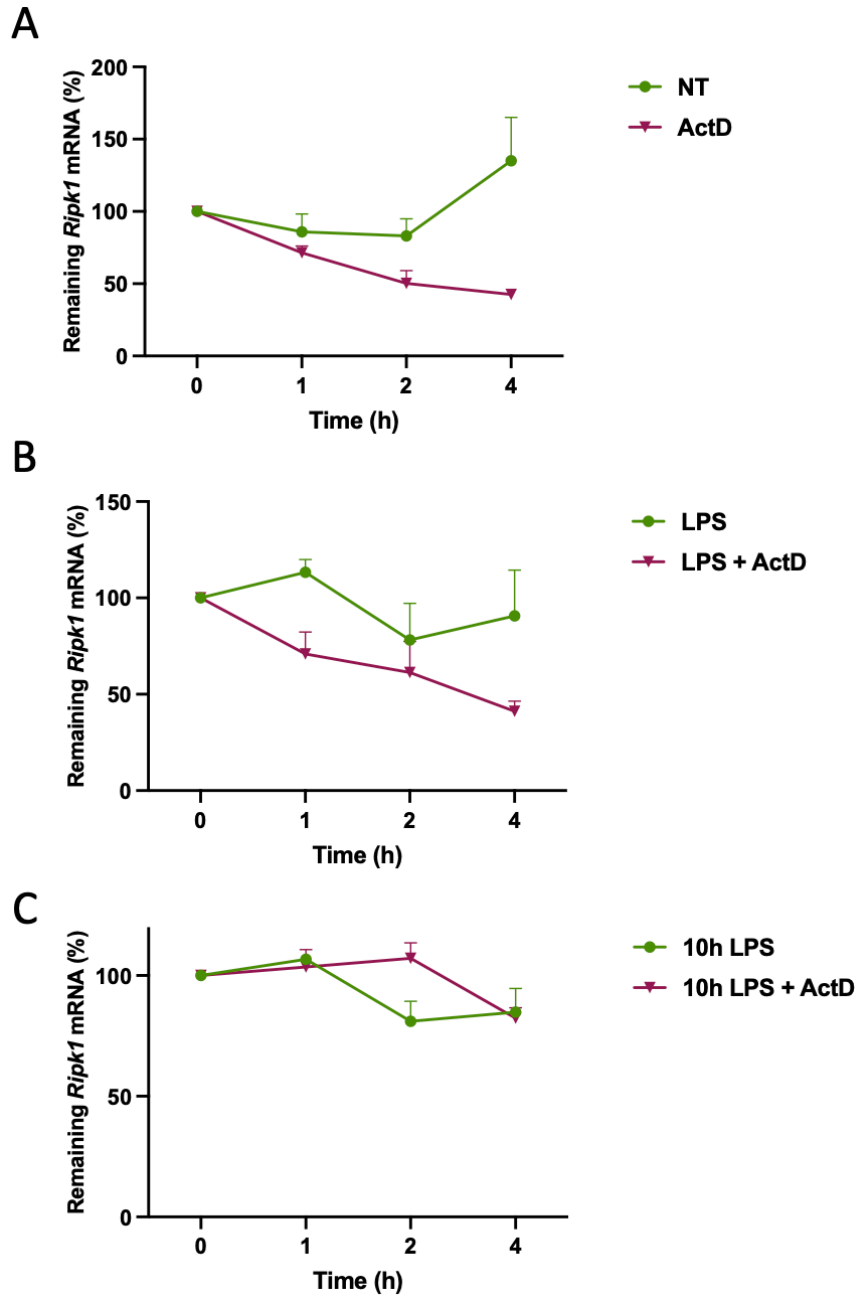 A
Remaining Ripk1 mRNA (%)
200
150
100
50
0
0 1 2 4
Time (h)
NT
ActD
B
Remaining Ripk1 mRNA (%)
150
100
50
0
0 1 2 4
Time (h)
LPS
LPS + ActD
C
Remaining Ripk1 mRNA (%)
100
50
0
0 1 2 4
Time (h)
10h LPS
10h LPS + ActD